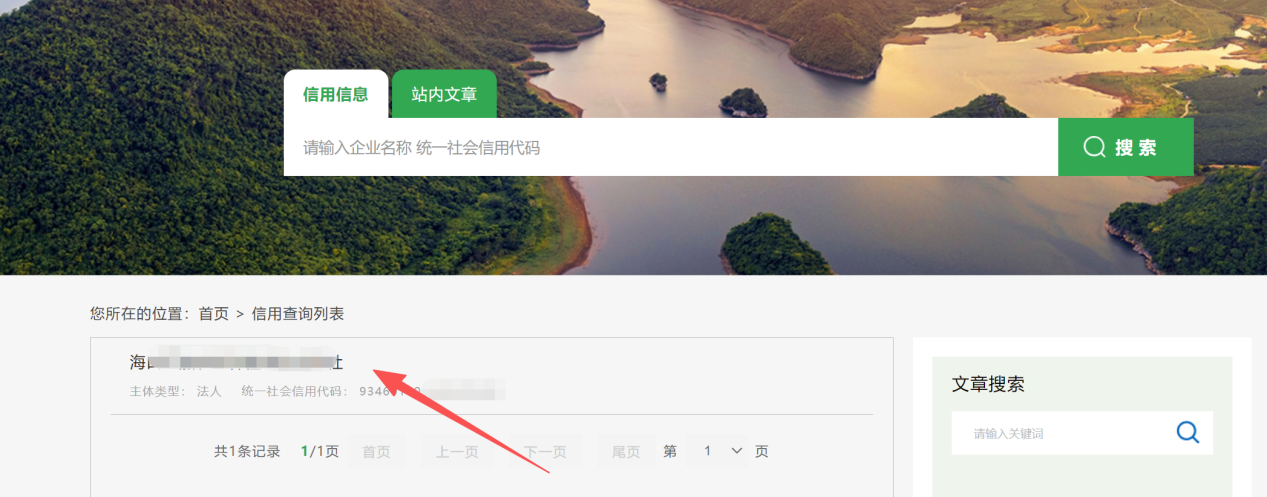 信用信息
站内文章
请输入企业名称 统一社会信用代码
搜索
您所在的位置：首页 > 信用查询列表
海
社
文章搜索
主体类型： 法人 统一社会信用代码： 934
请输入关键词
共1条记录 1/1页 首页 上一页 下一页 尾页 第 1 页